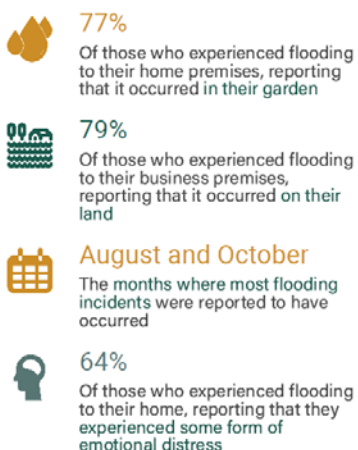 77%
Of those who experienced flooding
to their home premises, reporting
that it occurred in their garden
79%
Of those who experienced flooding
to their business premises,
reporting that it occurred on their
land
August and October
The months where most flooding
incidents were reported to have
occurred
64%
Of those who experienced flooding
to their home, reporting that they
experienced some form of
emotional distress